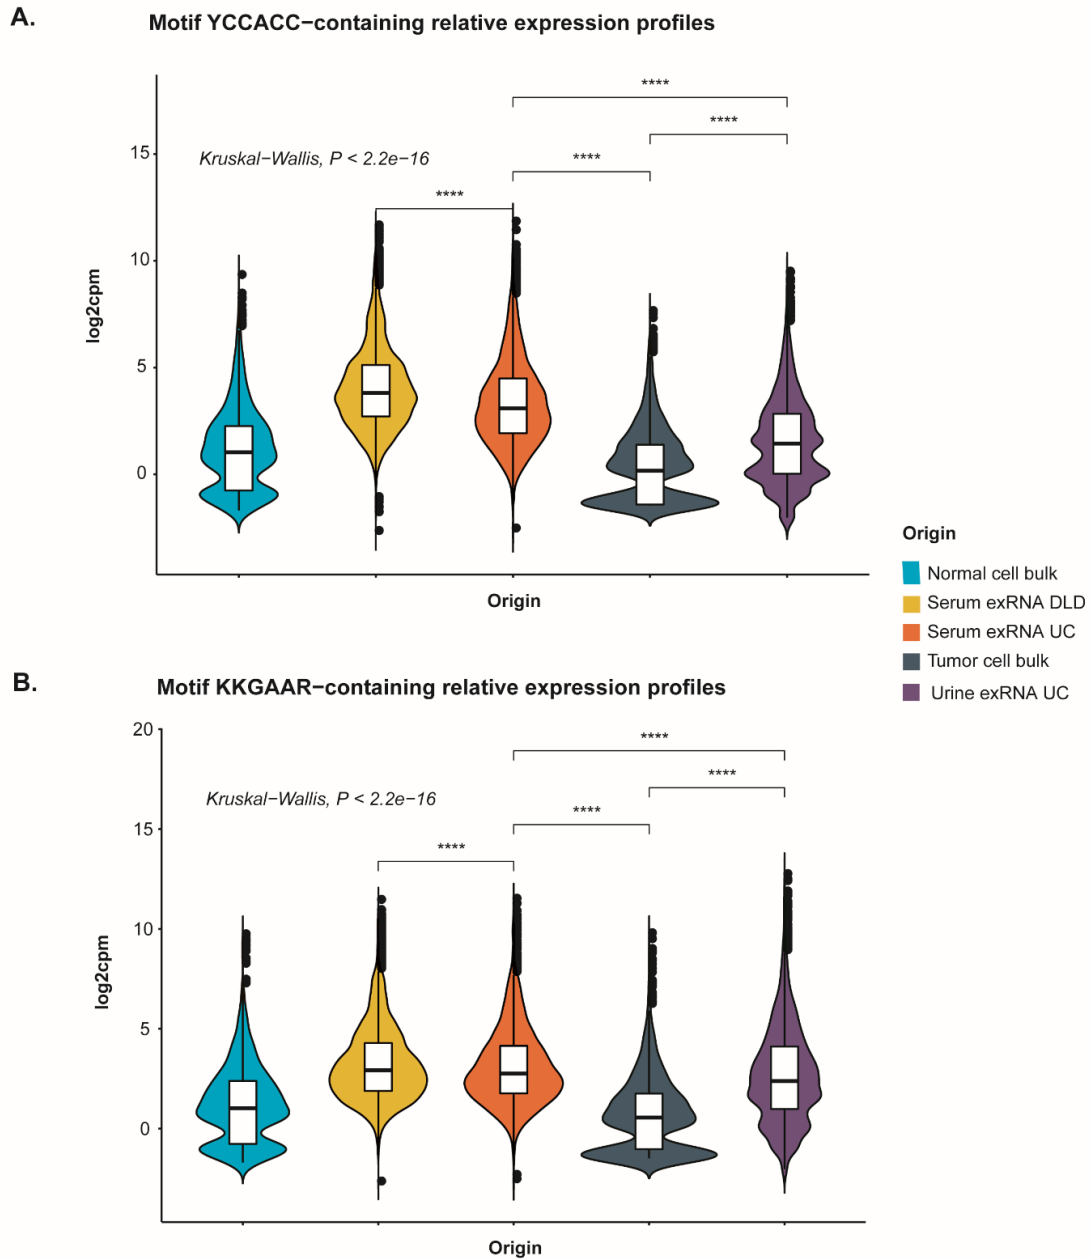 A.
Motif YCCACC−containing relative expression profiles
****
****
15
Kruskal−Wallis, P < 2.2e−16
****
****
10
log2cpm
5
0
Origin
Origin
Normal cell bulk
Serum exRNA DLD
Serum exRNA UC
Tumor cell bulk
Urine exRNA UC
B.
Motif KKGAAR−containing relative expression profiles
20
****
****
Kruskal−Wallis, P < 2.2e−16
****
15
****
10
log2cpm
5
0
Origin